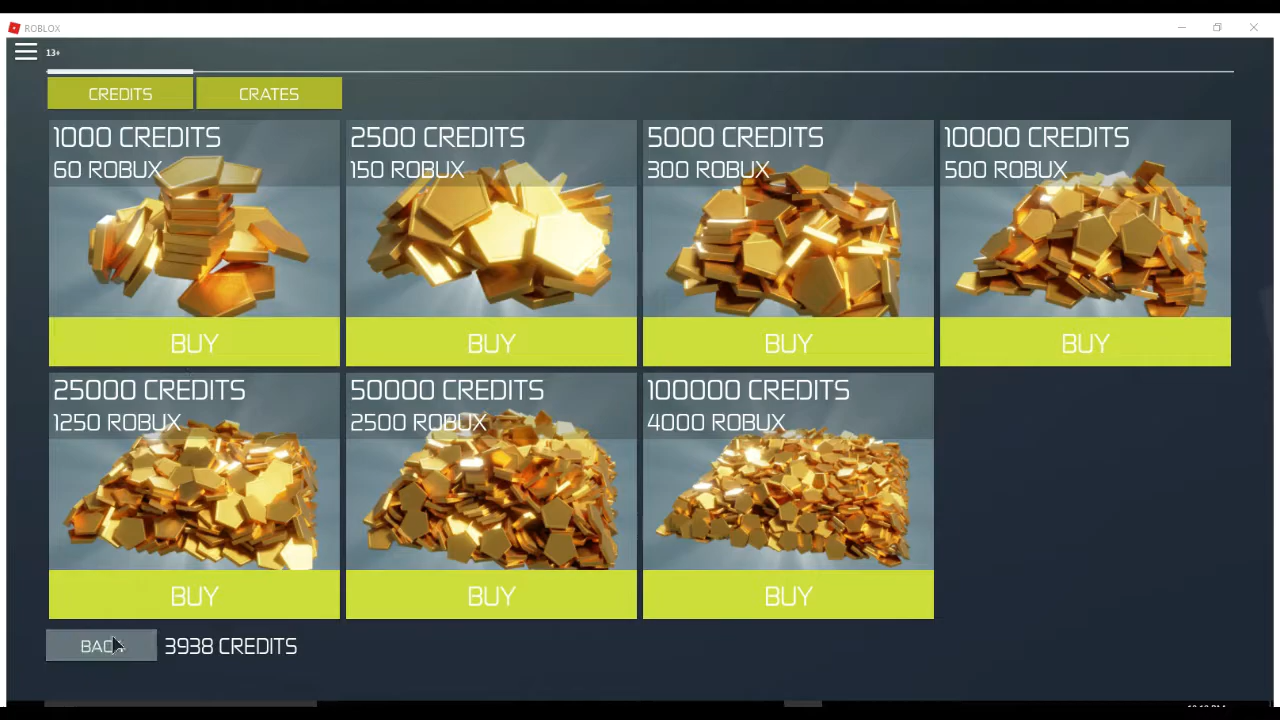 ROBLOX
13+
CREDITS
CRATES
1000 CREDITS
60 ROBUX
2500 CREDITS
150 ROBUX
5000 CREDITS
300 ROBUX
10000 CREDITS
500 ROBUX
BUY
BUY
BUY
BUY
25000 CREDITS
1250 ROBUX
50000 CREDITS
2500 ROBUX
100000 CREDITS
4000 ROBUX
BUY
BUY
BUY
BACK
3938 CREDITS